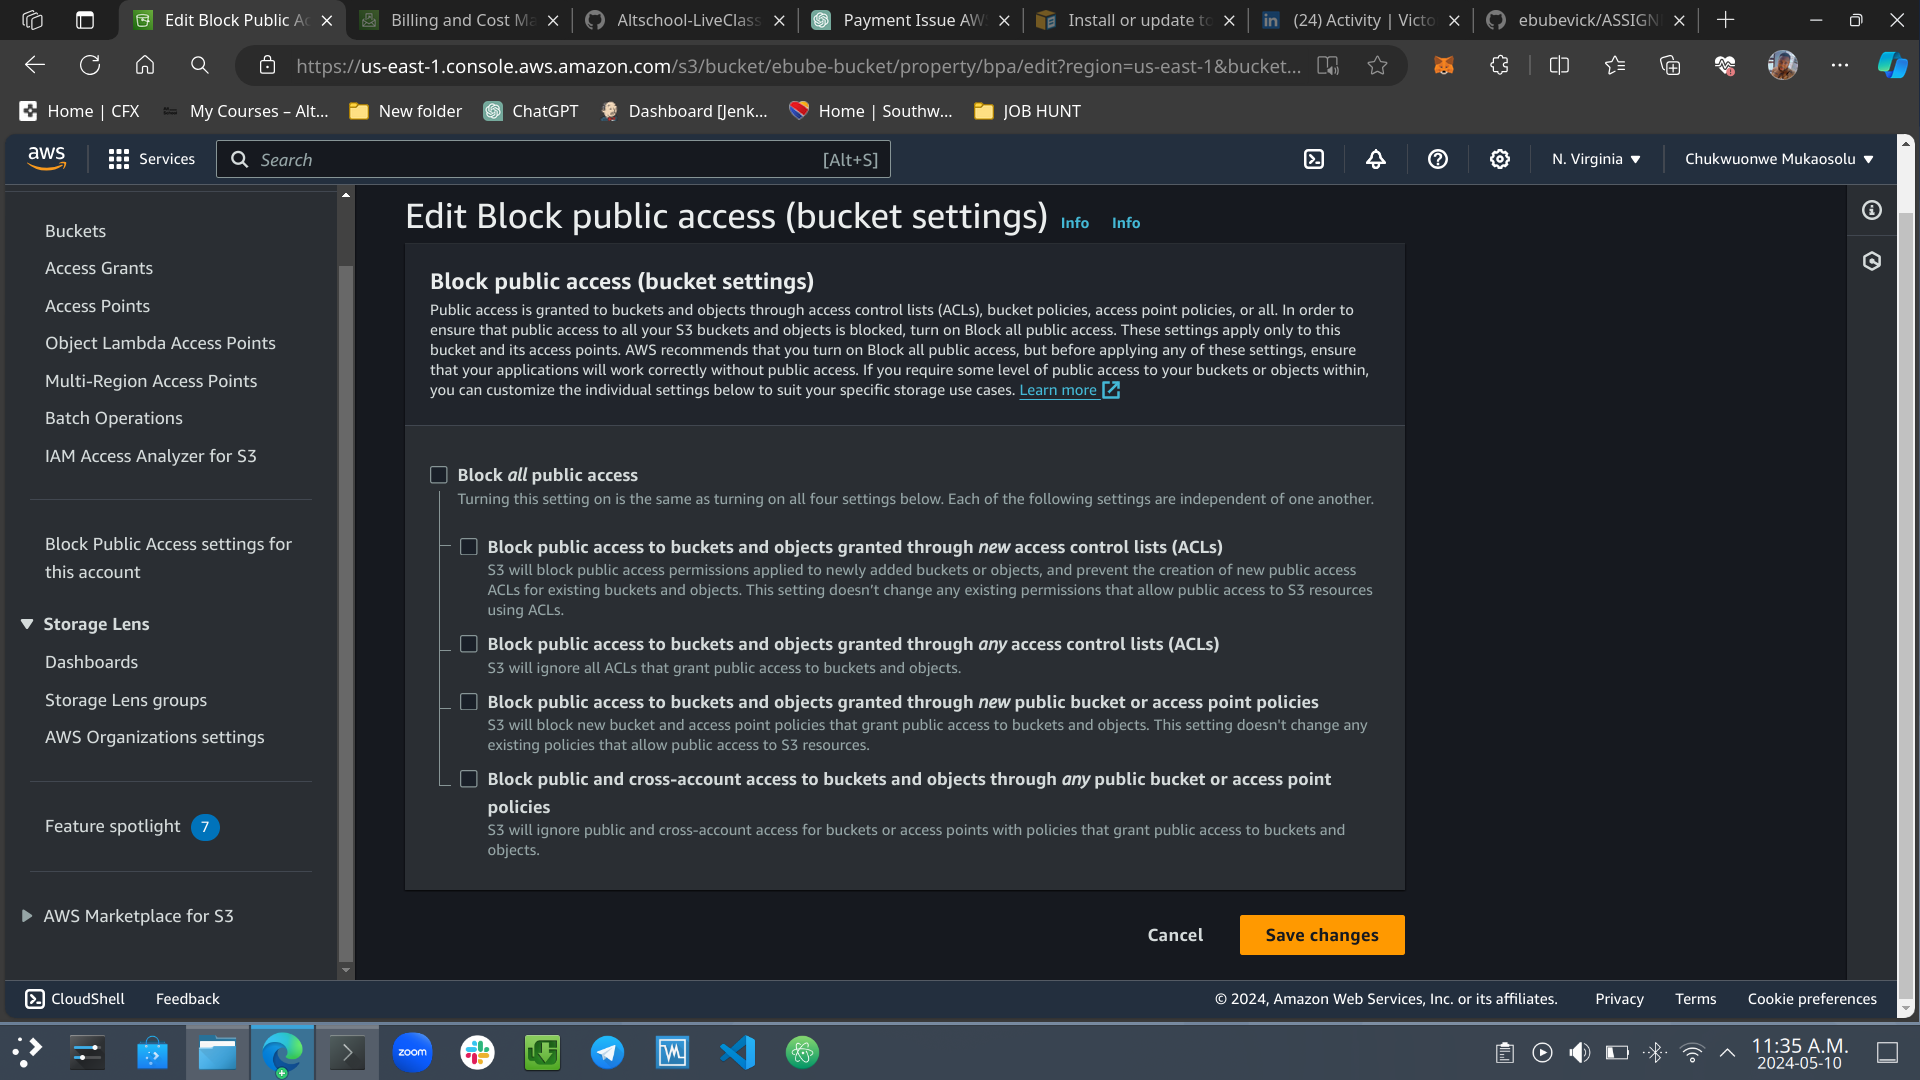 Edit Block Public Ac
Billing and Cost Ma
Altschool-LiveClass
Payment Issue AW
Install or update to
(24) Activity | Victo
ebubevick/ASSIGN
https://us-east-1.console.aws.amazon.com/s3/bucket/ebube-bucket/property/bpa/edit?region=us-east-1&bucket...
Home | CFX
My Courses – Alt...
New folder
ChatGPT
Dashboard [Jenk...
Home | Southw...
JOB HUNT
aws
Services
Search
[Alt+S]
N. Virginia
Chukwuonwe Mukaosolu
Buckets
Access Grants
Access Points
Object Lambda Access Points
Multi-Region Access Points
Batch Operations
IAM Access Analyzer for S3
Block Public Access settings for
this account
Storage Lens
Dashboards
Storage Lens groups
AWS Organizations settings
Feature spotlight 7
AWS Marketplace for S3
Edit Block public access (bucket settings) Info Info
Block public access (bucket settings)
Public access is granted to buckets and objects through access control lists (ACLs), bucket policies, access point policies, or all. In order to
ensure that public access to all your S3 buckets and objects is blocked, turn on Block all public access. These settings apply only to this
bucket and its access points. AWS recommends that you turn on Block all public access, but before applying any of these settings, ensure
that your applications will work correctly without public access. If you require some level of public access to your buckets or objects within,
you can customize the individual settings below to suit your specific storage use cases. Learn more
Block all public access
Turning this setting on is the same as turning on all four settings below. Each of the following settings are independent of one another.
Block public access to buckets and objects granted through new access control lists (ACLs)
S3 will block public access permissions applied to newly added buckets or objects, and prevent the creation of new public access
ACLs for existing buckets and objects. This setting doesn’t change any existing permissions that allow public access to S3 resources
using ACLs.
Block public access to buckets and objects granted through any access control lists (ACLs)
S3 will ignore all ACLs that grant public access to buckets and objects.
Block public access to buckets and objects granted through new public bucket or access point policies
S3 will block new bucket and access point policies that grant public access to buckets and objects. This setting doesn't change any
existing policies that allow public access to S3 resources.
Block public and cross-account access to buckets and objects through any public bucket or access point
policies
S3 will ignore public and cross-account access for buckets or access points with policies that grant public access to buckets and
objects.
Cancel
Save changes
CloudShell
Feedback
© 2024, Amazon Web Services, Inc. or its affiliates.
Privacy
Terms
Cookie preferences
zoom
11:35 A.M.
2024-05-10